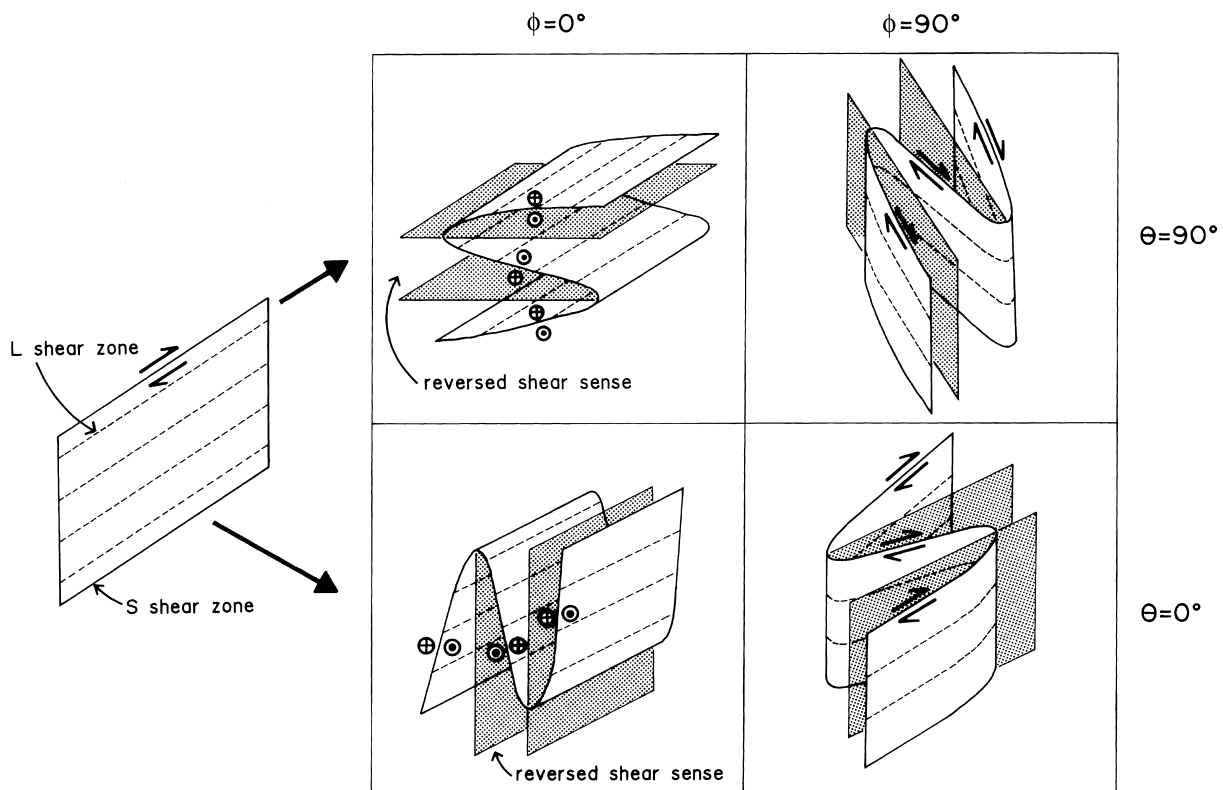 ϕ=0°
ϕ=90°
θ=90°
L shear zone
reversed shear sense
S shear zone
θ=0°
reversed shear sense